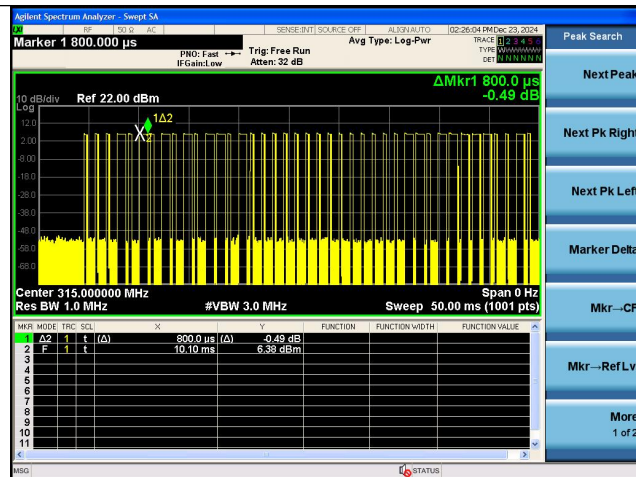 Agilent Spectrum Analyzer - Swept SA
RF 50 Ω AC SENSE:INT SOURCE OFF ALIGN AUTO 02:26:04 PM Dec 23, 2024
Marker 1 800.000 µs
PNO: Fast
IFGain:Low
Trig: Free Run
Atten: 32 dB
Avg Type: Log-Pwr
TRACE 1 2 3 4 5
TYPE
DET N N N N N
ΔMkr1 800.0 µs
-0.49 dB
10 dB/div Ref 22.00 dBm
Log
1Δ2
12.0
2.00
-8.00
-18.0
-28.0
-38.0
-48.0
-58.0
-68.0
Center 315.000000 MHz Span 0 Hz
Res BW 1.0 MHz #VBW 3.0 MHz Sweep 50.00 ms (1001 pts)
MKR MODE TRC SCL X Y FUNCTION FUNCTION WIDTH FUNCTION VALUE
1 Δ2 1 t (Δ) 800.0 µs (Δ) -0.49 dB
2 F 1 t 10.10 ms 6.38 dBm
3
4
5
6
7
8
9
10
11
MSG STATUS
Peak Search
Next Peak
Next Pk Right
Next Pk Left
Marker Delta
Mkr→CF
Mkr→Ref Lv
More
1 of 2